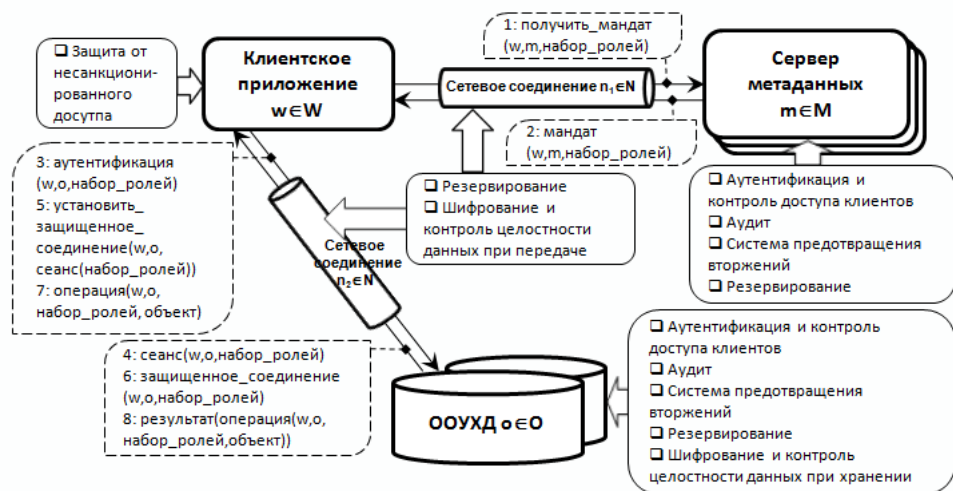 ❑ Защита от
несанкциони-
рированного
досутпа
Клиентское
приложение
w∈W
1: получить_мандат
(w,m,набор_ролей)
Сетевое соединение n₁∈N
2: мандат
(w,m,набор_ролей)
Сервер
метаданных
m∈M
3: аутентификация
(w,o,набор_ролей)
5: установить_
защищенное_
соединение(w,o,
сеанс(набор_ролей))
7: операция(w,o,
набор_ролей,объект)
Сетевое
соединение
n₂∈N
❑ Резервирование
❑ Шифрование и
контроль целостности
данных при передаче
❑ Аутентификация и
контроль доступа клиентов
❑ Аудит
❑ Система предотвращения
вторжений
❑ Резервирование
4: сеанс(w,o,набор_ролей)
6: защищенное_соединение
(w,o,набор_ролей)
8: результат(операция(w,o,
набор_ролей,объект))
ООУХД o∈O
❑ Аутентификация и контроль
доступа клиентов
❑ Аудит
❑ Система предотвращения
вторжений
❑ Резервирование
❑ Шифрование и контроль
целостности данных при хранении